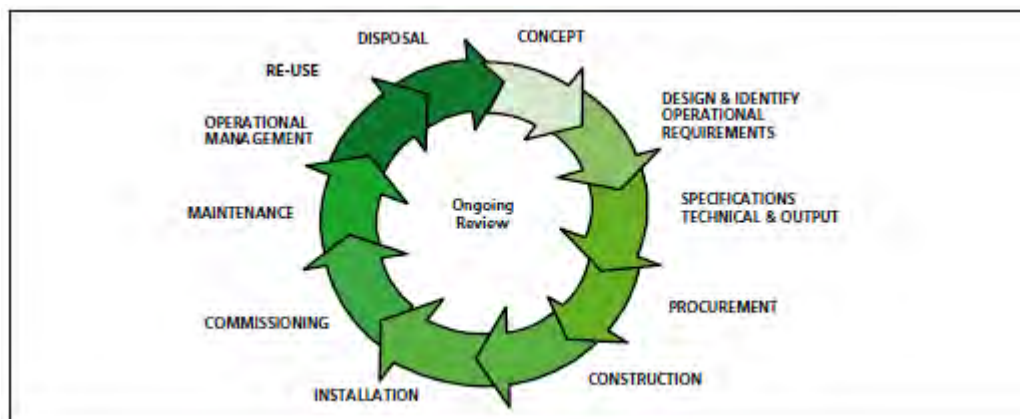 DISPOSAL
CONCEPT
RE-USE
DESIGN & IDENTIFY
OPERATIONAL
REQUIREMENTS
OPERATIONAL
MANAGEMENT
MAINTENANCE
Ongoing
Review
SPECIFICATIONS
TECHNICAL & OUTPUT
COMMISSIONING
PROCUREMENT
INSTALLATION
CONSTRUCTION